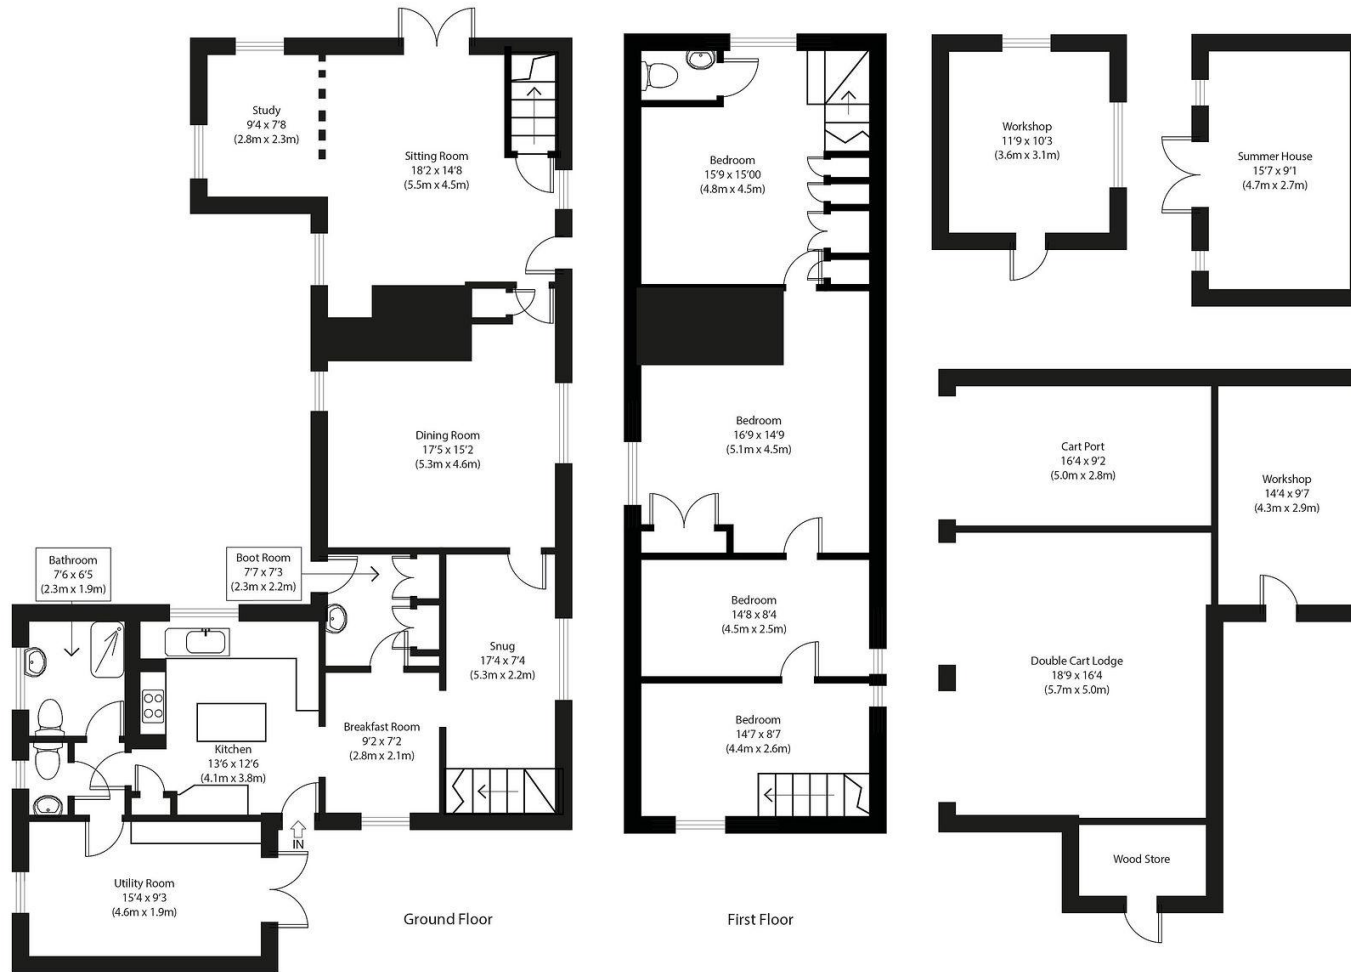 Study
9'4 x 7'8
(2.8m x 2.3m)
Sitting Room
18'2 x 14'8
(5.5m x 4.5m)
Dining Room
17'5 x 15'2
(5.3m x 4.6m)
Bathroom
7'6 x 6'5
(2.3m x 1.9m)
Boot Room
7'7 x 7'3
(2.3m x 2.2m)
Snug
17'4 x 7'4
(5.3m x 2.2m)
Breakfast Room
9'2 x 7'2
(2.8m x 2.1m)
Kitchen
13'6 x 12'6
(4.1m x 3.8m)
IN
Utility Room
15'4 x 9'3
(4.6m x 1.9m)
Ground Floor
Bedroom
15'9 x 15'00
(4.8m x 4.5m)
Bedroom
16'9 x 14'9
(5.1m x 4.5m)
Bedroom
14'8 x 8'4
(4.5m x 2.5m)
Bedroom
14'7 x 8'7
(4.4m x 2.6m)
First Floor
Workshop
11'9 x 10'3
(3.6m x 3.1m)
Summer House
15'7 x 9'1
(4.7m x 2.7m)
Cart Port
16'4 x 9'2
(5.0m x 2.8m)
Workshop
14'4 x 9'7
(4.3m x 2.9m)
Double Cart Lodge
18'9 x 16'4
(5.7m x 5.0m)
Wood Store